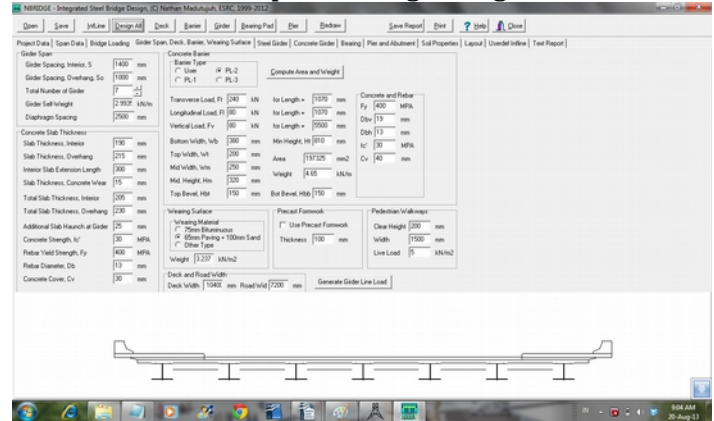 NBRIDGE - Integrated Steel Bridge Design, (C) Nathan Madutujuh, ESRC, 1999-2012
Open Save Inf.Line Design All Deck Barrier Girder Bearing Pad Pier Redraw Save Report Print ? Help Close
Project Data | Span Data | Bridge Loading | Girder Span, Deck, Barrier, Wearing Surface | Steel Girder | Concrete Girder | Bearing | Pier and Abutment | Soil Properties | Layout | Userdef Infline | Text Report
Girder Span
Girder Spacing, Interior, S 1400 mm
Girder Spacing, Overhang, So 1000 mm
Total Number of Girder 7
Girder Self Weight 2.9935 kN/m
Diaphragm Spacing 2500 mm
Concrete Slab Thickness
Slab Thickness, Interior 190 mm
Slab Thickness, Overhang 215 mm
Interior Slab Extension Length 300 mm
Slab Thickness, Concrete Wear 15 mm
Total Slab Thickness, Interior 205 mm
Total Slab Thickness, Overhang 230 mm
Additional Slab Haunch at Girder 25 mm
Concrete Strength, fc' 30 MPA
Rebar Yield Strength, Fy 400 MPA
Rebar Diameter, Db 13 mm
Concrete Cover, Cv 30 mm
Concrete Barrier
Barrier Type
User PL-2
PL-1 PL-3
Compute Area and Weight
Transverse Load, Ft 240 kN for Length = 1070 mm
Longitudinal Load, Fl 80 kN for Length = 1070 mm
Vertical Load, Fv 80 kN for Length = 5500 mm
Bottom Width, Wb 380 mm Min Height, Ht 810 mm
Top Width, Wt 200 mm Area 197325 mm2
Mid Width, Wm 250 mm
Weight 4.65 kN/m
Mid. Height, Hm 320 mm
Top Bevel, Hbt 150 mm Bot Bevel, Hbb 150 mm
Concrete and Rebar
Fy 400 MPA
Dbv 19 mm
Dbh 13 mm
fc' 30 MPA
Cv 40 mm
Wearing Surface
Wearing Material
75mm Bituminuous
65mm Paving + 100mm Sand
Other Type
Weight 3.237 kN/m2
Precast Formwork
Use Precast Formwork
Thickness 100 mm
Pedestrian Walkways
Clear Height 200 mm
Width 1500 mm
Live Load 5 kN/m2
Deck and Road Width
Deck Width 1040 mm Road Wid 7200 mm
Generate Girder Line Load
IN 9:04 AM
20-Aug-13